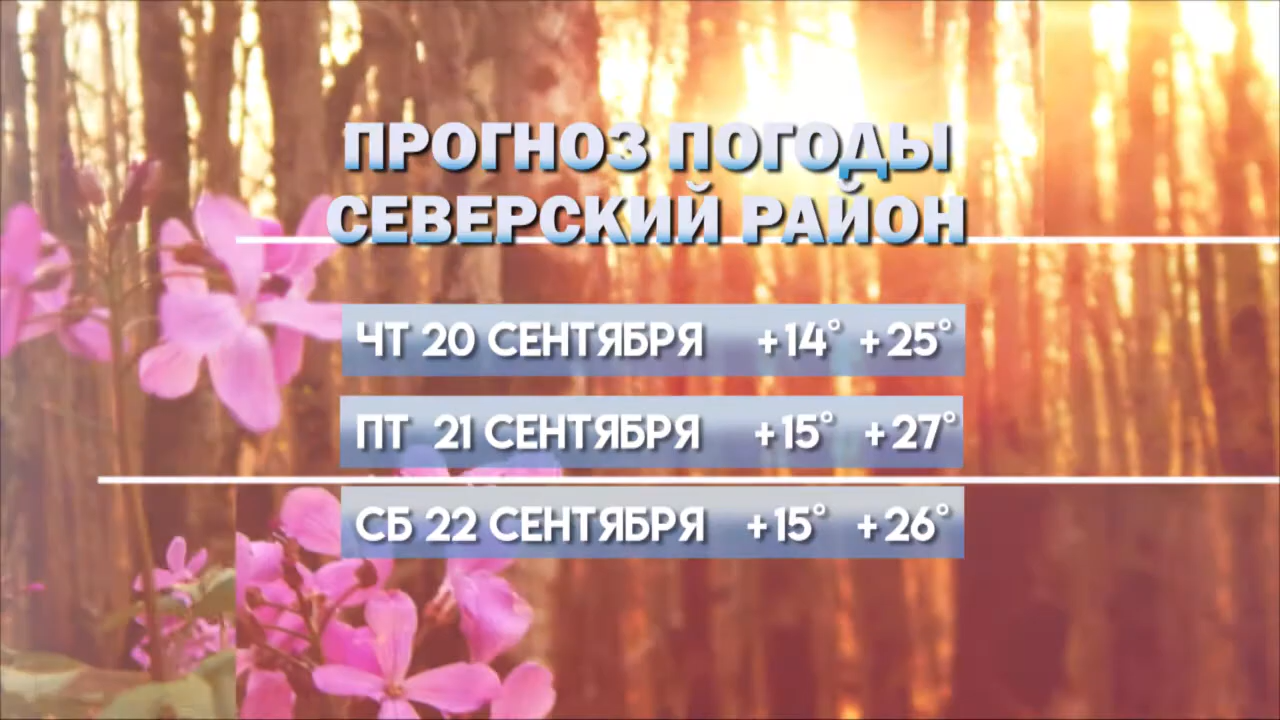 ПРОГНОЗ ПОГОДЫ
СЕВЕРСКИЙ РАЙОН
ЧТ 20 СЕНТЯБРЯ +14° +25°
ПТ 21 СЕНТЯБРЯ +15° +27°
СБ 22 СЕНТЯБРЯ +15° +26°